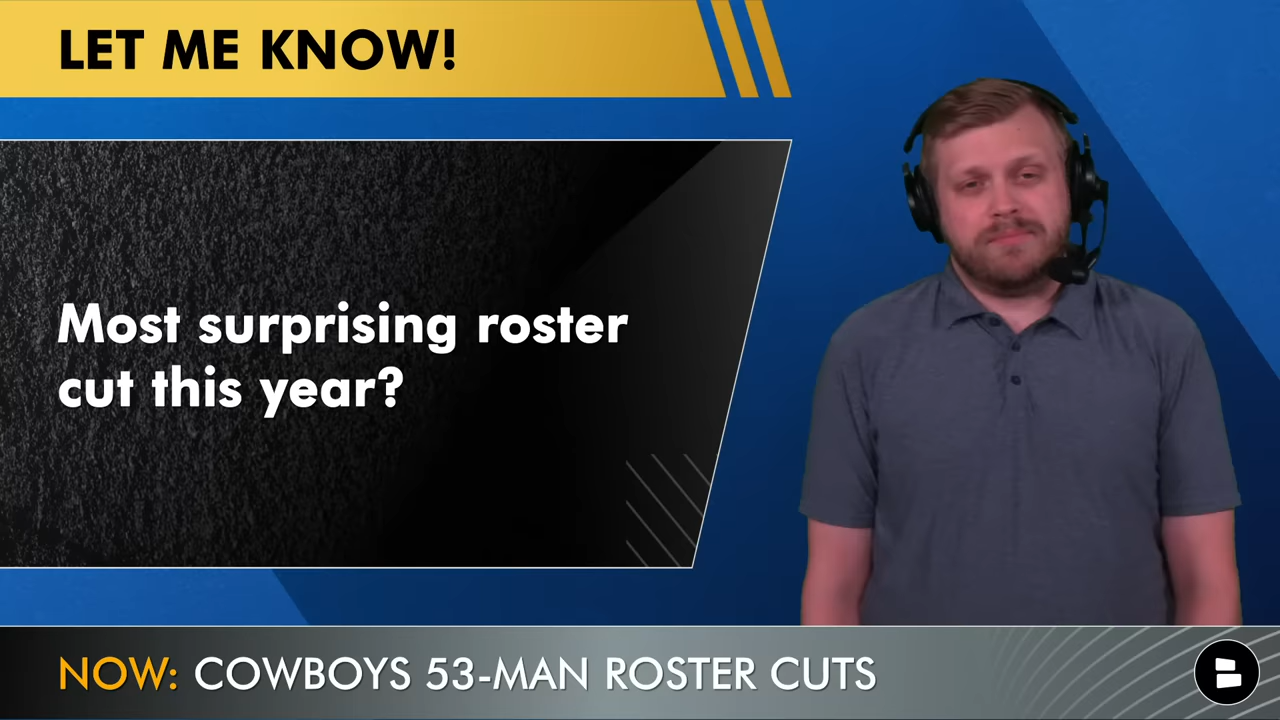 LET ME KNOW!
Most surprising roster
cut this year?
NOW: COWBOYS 53-MAN ROSTER CUTS